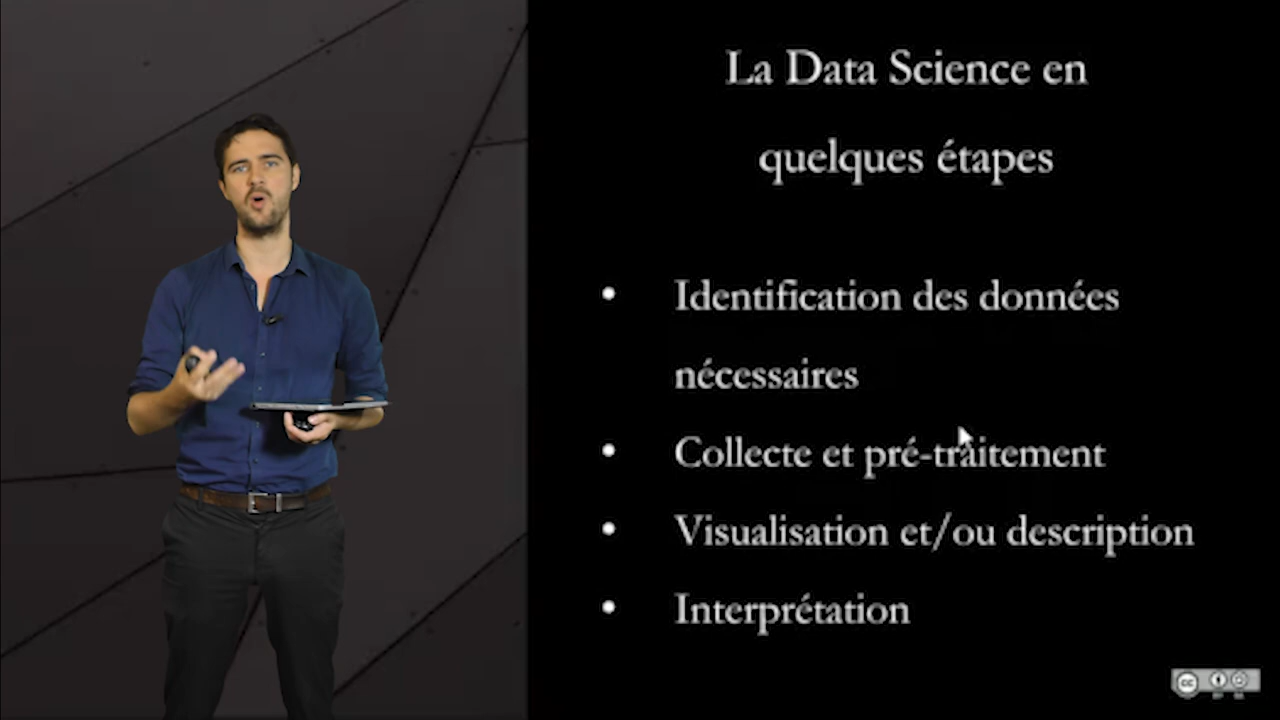 La Data Science en
quelques étapes
• Identification des données
nécessaires
• Collecte et pré-traitement
• Visualisation et/ou description
• Interprétation
cc